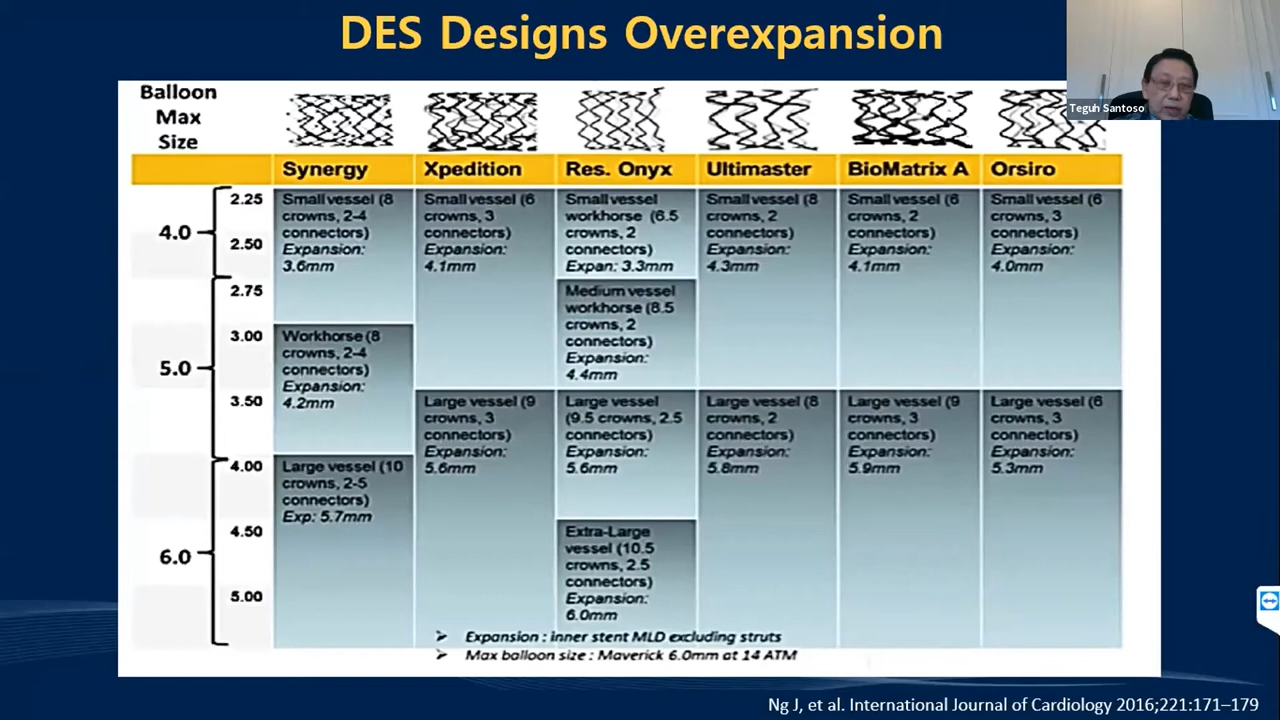 DES Designs Overexpansion
Teguh Santoso
Balloon
Max
Size
Synergy
Xpedition
Res. Onyx
Ultimaster
BioMatrix A
Orsiro
4.0
5.0
6.0
2.25
2.50
2.75
3.00
3.50
4.00
4.50
5.00
Small vessel (8
crowns, 2-4
connectors)
Expansion:
3.6mm
Workhorse (8
crowns, 2-4
connectors)
Expansion:
4.2mm
Large vessel (10
crowns, 2-5
connectors)
Exp: 5.7mm
Small vessel (6
crowns, 3
connectors)
Expansion:
4.1mm
Large vessel (9
crowns, 3
connectors)
Expansion:
5.6mm
Small vessel
workhorse (6.5
crowns, 2
connectors)
Expan: 3.3mm
Medium vessel
workhorse (8.5
crowns, 2
connectors)
Expansion:
4.4mm
Large vessel
(9.5 crowns, 2.5
connectors)
Expansion:
5.6mm
Extra-Large
vessel (10.5
crowns, 2.5
connectors)
Expansion:
6.0mm
Small vessel (8
crowns, 2
connectors)
Expansion:
4.3mm
Large vessel (8
crowns, 2
connectors)
Expansion:
5.8mm
Small vessel (6
crowns, 2
connectors)
Expansion:
4.1mm
Large vessel (9
crowns, 3
connectors)
Expansion:
5.9mm
Small vessel (6
crowns, 3
connectors)
Expansion:
4.0mm
Large vessel (6
crowns, 3
connectors)
Expansion:
5.3mm
➤ Expansion : inner stent MLD excluding struts
➤ Max balloon size : Maverick 6.0mm at 14 ATM
Ng J, et al. International Journal of Cardiology 2016;221:171–179